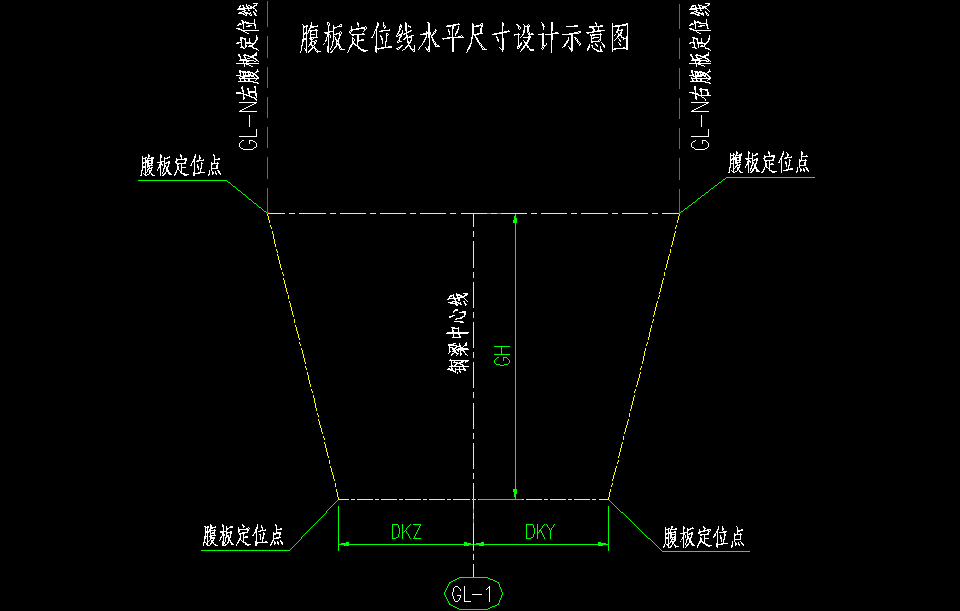 腹板定位线水平尺寸设计示意图
GL-N左腹板定位线
GL-N右腹板定位线
腹板定位点
腹板定位点
钢梁中心线
GH
腹板定位点
DKZ
DKY
腹板定位点
GL-1